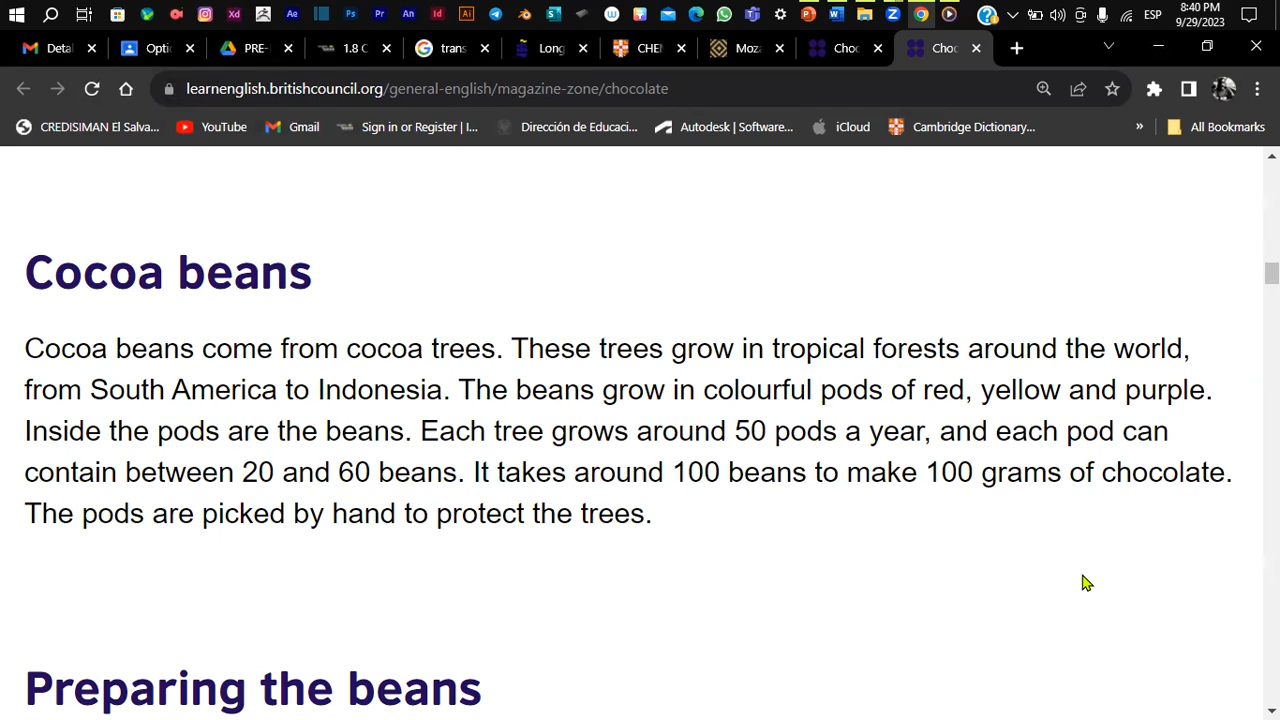 8:40 PM
ESP
9/29/2023
Detal
Optic
PRE-
1.8 C
trans
Long
CHEN
Moza
Choc
Choc
learnenglish.britishcouncil.org/general-english/magazine-zone/chocolate
CREDISIMAN El Salva...
YouTube
Gmail
Sign in or Register | I...
Dirección de Educaci...
Autodesk | Software...
iCloud
Cambridge Dictionary...
»
All Bookmarks
Cocoa beans
Cocoa beans come from cocoa trees. These trees grow in tropical forests around the world,
from South America to Indonesia. The beans grow in colourful pods of red, yellow and purple.
Inside the pods are the beans. Each tree grows around 50 pods a year, and each pod can
contain between 20 and 60 beans. It takes around 100 beans to make 100 grams of chocolate.
The pods are picked by hand to protect the trees.
Preparing the beans